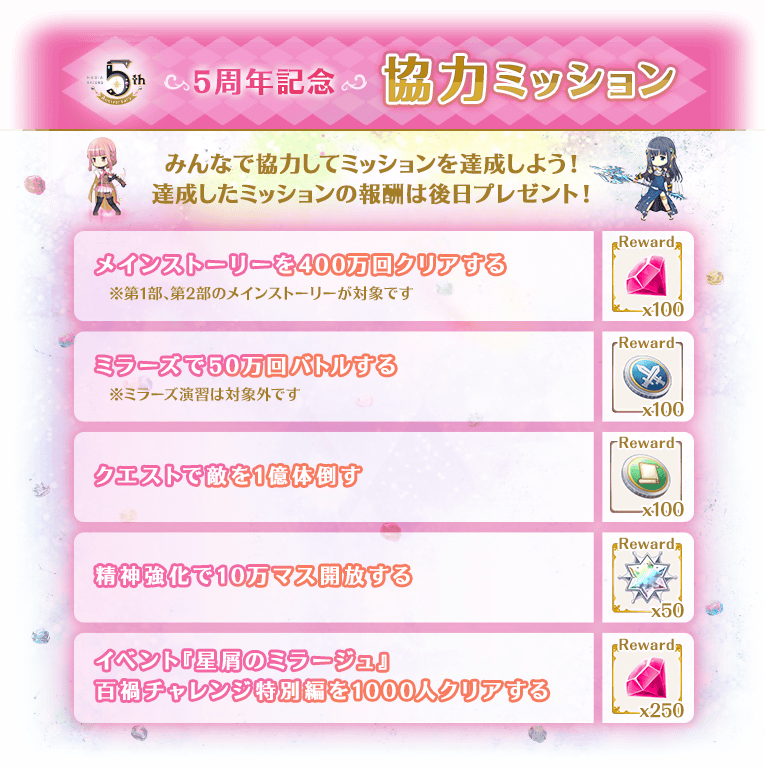 MAGIA RECORD
5th
Anniversary
5周年記念
協力ミッション
みんなで協力してミッションを達成しよう！
達成したミッションの報酬は後日プレゼント！
メインストーリーを400万回クリアする
※第1部、第2部のメインストーリーが対象です
Reward
x100
ミラーズで50万回バトルする
※ミラーズ演習は対象外です
Reward
x100
クエストで敵を1億体倒す
Reward
x100
精神強化で10万マス開放する
Reward
x50
イベント『星屑のミラージュ』
百禍チャレンジ特別編を1000人クリアする
Reward
x250